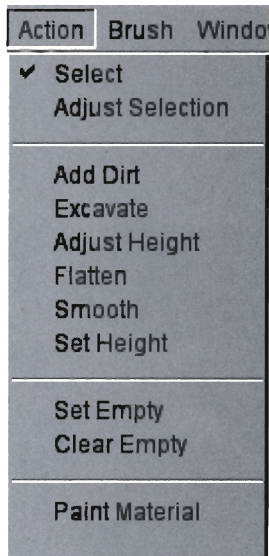 Action Brush Windo
✔ Select
Adjust Selection
Add Dirt
Excavate
Adjust Height
Flatten
Smooth
Set Height
Set Empty
Clear Empty
Paint Material